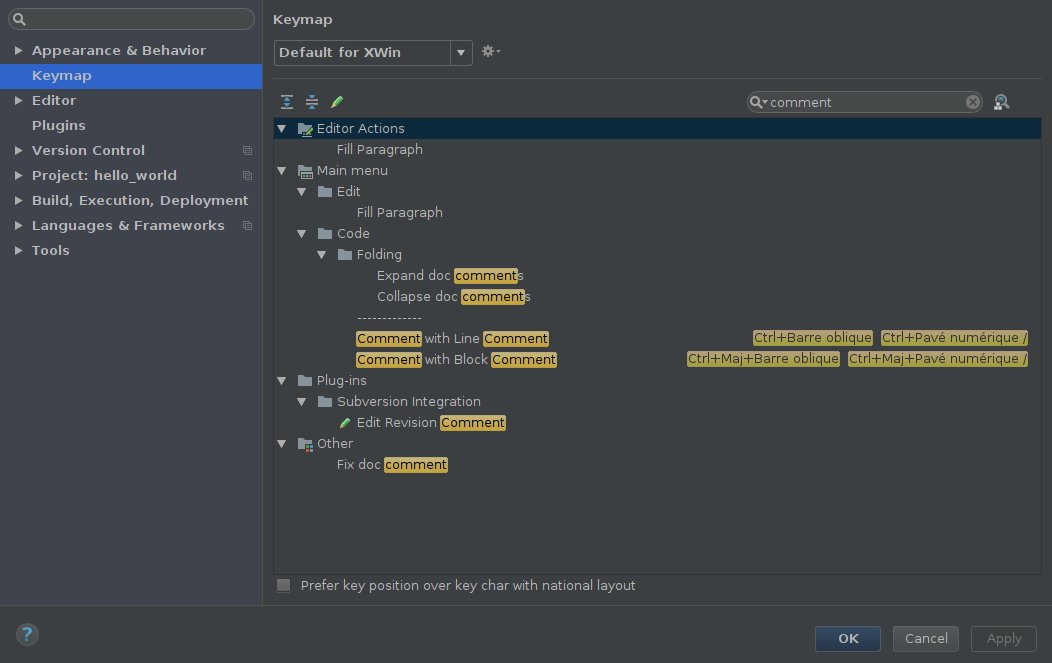 Keymap
Appearance & Behavior
Keymap
Editor
Plugins
Version Control
Project: hello_world
Build, Execution, Deployment
Languages & Frameworks
Tools
Default for XWin
comment
Editor Actions
Fill Paragraph
Main menu
Edit
Fill Paragraph
Code
Folding
Expand doc comments
Collapse doc comments
-------------
Comment with Line Comment Ctrl+Barre oblique Ctrl+Pavé numérique /
Comment with Block Comment Ctrl+Maj+Barre oblique Ctrl+Maj+Pavé numérique /
Plug-ins
Subversion Integration
Edit Revision Comment
Other
Fix doc comment
Prefer key position over key char with national layout
? OK Cancel Apply